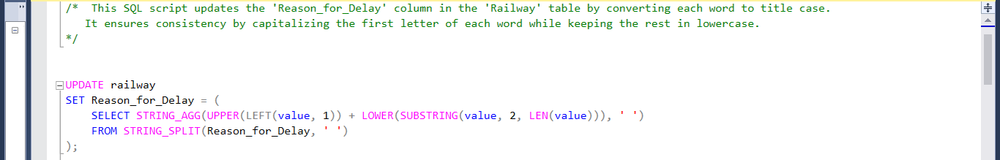 /*  This SQL script updates the 'Reason_for_Delay' column in the 'Railway' table by converting each word to title case.
   It ensures consistency by capitalizing the first letter of each word while keeping the rest in lowercase.
*/
UPDATE railway
SET Reason_for_Delay = (
    SELECT STRING_AGG(UPPER(LEFT(value, 1)) + LOWER(SUBSTRING(value, 2, LEN(value))), ' ')
    FROM STRING_SPLIT(Reason_for_Delay, ' ')
);